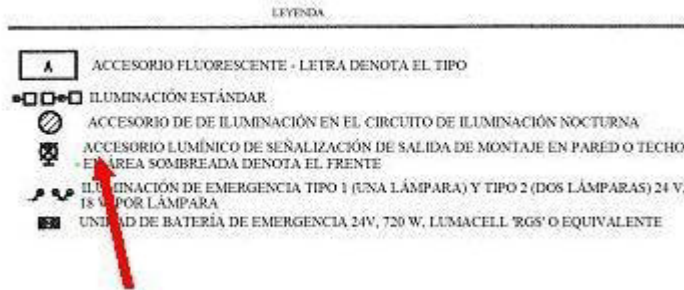 LEYENDA
A ACCESORIO FLUORESCENTE - LETRA DENOTA EL TIPO
ILUMINACIÓN ESTÁNDAR
ACCESORIO DE DE ILUMINACIÓN EN EL CIRCUITO DE ILUMINACIÓN NOCTURNA
ACCESORIO LUMÍNICO DE SEÑALIZACIÓN DE SALIDA DE MONTAJE EN PARED O TECHO
- EL ÁREA SOMBREADA DENOTA EL FRENTE
ILUMINACIÓN DE EMERGENCIA TIPO 1 (UNA LÁMPARA) Y TIPO 2 (DOS LÁMPARAS) 24 V,
18 W POR LÁMPARA
UNIDAD DE BATERÍA DE EMERGENCIA 24V, 720 W, LUMACELL 'RGS' O EQUIVALENTE